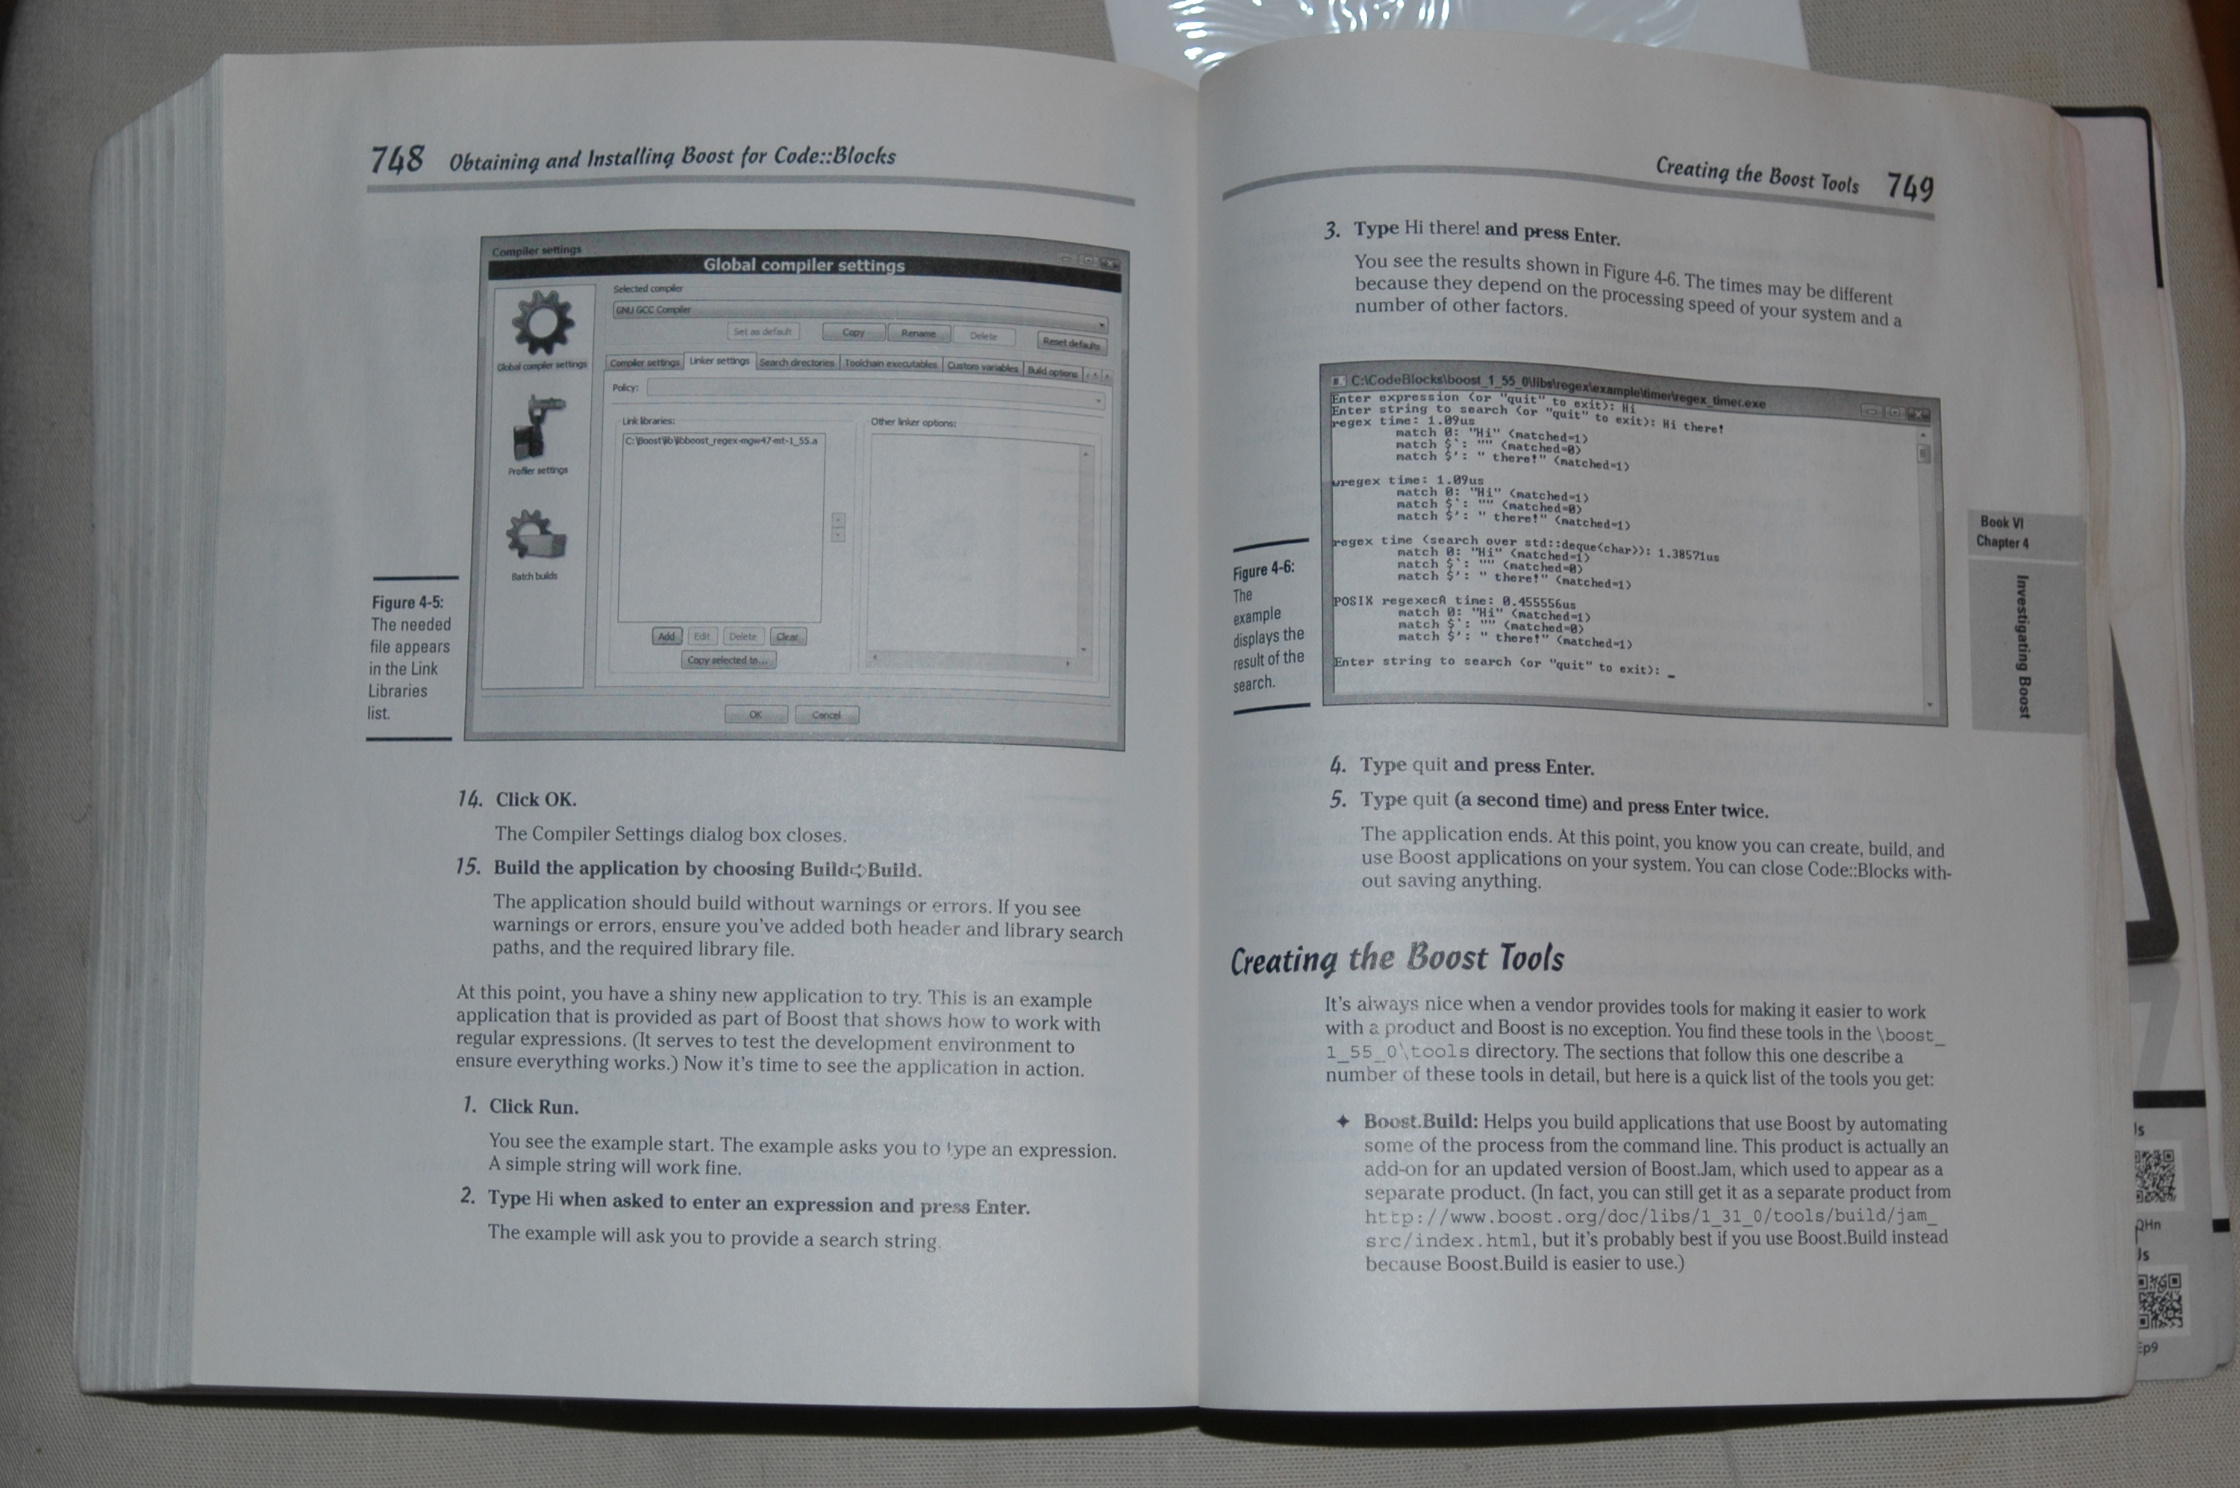 748 Obtaining and Installing Boost for Code::Blocks
Compiler settings
Global compiler settings
Global compiler settings
Profiler settings
Batch builds
Selected compiler
GNU GCC Compiler
Set as default Copy Rename Delete Reset defaults
Compiler settings Linker settings Search directories Toolchain executables Custom variables Build options
Policy:
Link libraries:
C:\Boost\lib\libboost_regex-mgw47-mt-1_55.a
Other linker options:
Add Edit Delete Clear
Copy selected to...
OK Cancel
Figure 4-5:
The needed
file appears
in the Link
Libraries
list.
14. Click OK.
The Compiler Settings dialog box closes.
15. Build the application by choosing Build➪Build.
The application should build without warnings or errors. If you see
warnings or errors, ensure you've added both header and library search
paths, and the required library file.
At this point, you have a shiny new application to try. This is an example
application that is provided as part of Boost that shows how to work with
regular expressions. (It serves to test the development environment to
ensure everything works.) Now it's time to see the application in action.
1. Click Run.
You see the example start. The example asks you to type an expression.
A simple string will work fine.
2. Type Hi when asked to enter an expression and press Enter.
The example will ask you to provide a search string.
Creating the Boost Tools 749
3. Type Hi there! and press Enter.
You see the results shown in Figure 4-6. The times may be different
because they depend on the processing speed of your system and a
number of other factors.
C:\CodeBlocks\boost_1_55_0\libs\regex\example\timer\regex_timer.exe
Enter expression (or "quit" to exit): Hi
Enter string to search (or "quit" to exit): Hi there!
regex time: 1.09us
match 0: "Hi" (matched=1)
match $`: "" (matched=0)
match $': " there!" (matched=1)
wregex time: 1.09us
match 0: "Hi" (matched=1)
match $`: "" (matched=0)
match $': " there!" (matched=1)
regex time (search over std::deque<char>): 1.38571us
match 0: "Hi" (matched=1)
match $`: "" (matched=0)
match $': " there!" (matched=1)
POSIX regexecA time: 0.455556us
match 0: "Hi" (matched=1)
match $`: "" (matched=0)
match $': " there!" (matched=1)
Enter string to search (or "quit" to exit): _
Figure 4-6:
The
example
displays the
result of the
search.
Book VI
Chapter 4
Investigating Boost
4. Type quit and press Enter.
5. Type quit (a second time) and press Enter twice.
The application ends. At this point, you know you can create, build, and
use Boost applications on your system. You can close Code::Blocks with-
out saving anything.
Creating the Boost Tools
It's always nice when a vendor provides tools for making it easier to work
with a product and Boost is no exception. You find these tools in the \boost_
1_55_0\tools directory. The sections that follow this one describe a
number of these tools in detail, but here is a quick list of the tools you get:
✦ Boost.Build: Helps you build applications that use Boost by automating
some of the process from the command line. This product is actually an
add-on for an updated version of Boost.Jam, which used to appear as a
separate product. (In fact, you can still get it as a separate product from
http://www.boost.org/doc/libs/1_31_0/tools/build/jam_
src/index.html, but it's probably best if you use Boost.Build instead
because Boost.Build is easier to use.)